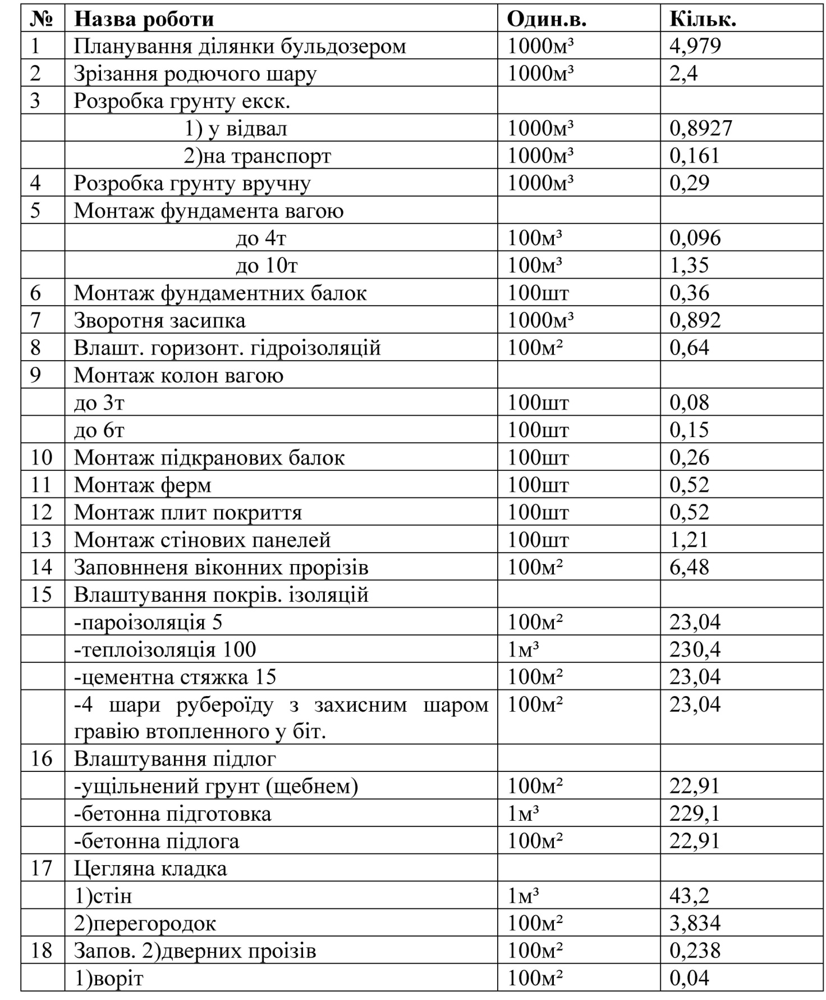 № Назва роботи Один.в. Кільк.
1 Планування ділянки бульдозером 1000м³ 4,979
2 Зрізання родючого шару 1000м³ 2,4
3 Розробка грунту екск.
1) у відвал 1000м³ 0,8927
2)на транспорт 1000м³ 0,161
4 Розробка грунту вручну 1000м³ 0,29
5 Монтаж фундамента вагою
до 4т 100м³ 0,096
до 10т 100м³ 1,35
6 Монтаж фундаментних балок 100шт 0,36
7 Зворотня засипка 1000м³ 0,892
8 Влашт. горизонт. гідроізоляцій 100м² 0,64
9 Монтаж колон вагою
до 3т 100шт 0,08
до 6т 100шт 0,15
10 Монтаж підкранових балок 100шт 0,26
11 Монтаж ферм 100шт 0,52
12 Монтаж плит покриття 100шт 0,52
13 Монтаж стінових панелей 100шт 1,21
14 Заповнненя віконних прорізів 100м² 6,48
15 Влаштування покрів. ізоляцій
-пароізоляція 5 100м² 23,04
-теплоізоляція 100 1м³ 230,4
-цементна стяжка 15 100м² 23,04
-4 шари рубероїду з захисним шаром 100м² 23,04
гравію втопленного у біт.
16 Влаштування підлог
-ущільнений грунт (щебнем) 100м² 22,91
-бетонна підготовка 1м³ 229,1
-бетонна підлога 100м² 22,91
17 Цегляна кладка
1)стін 1м³ 43,2
2)перегородок 100м² 3,834
18 Запов. 2)дверних проізів 100м² 0,238
1)воріт 100м² 0,04